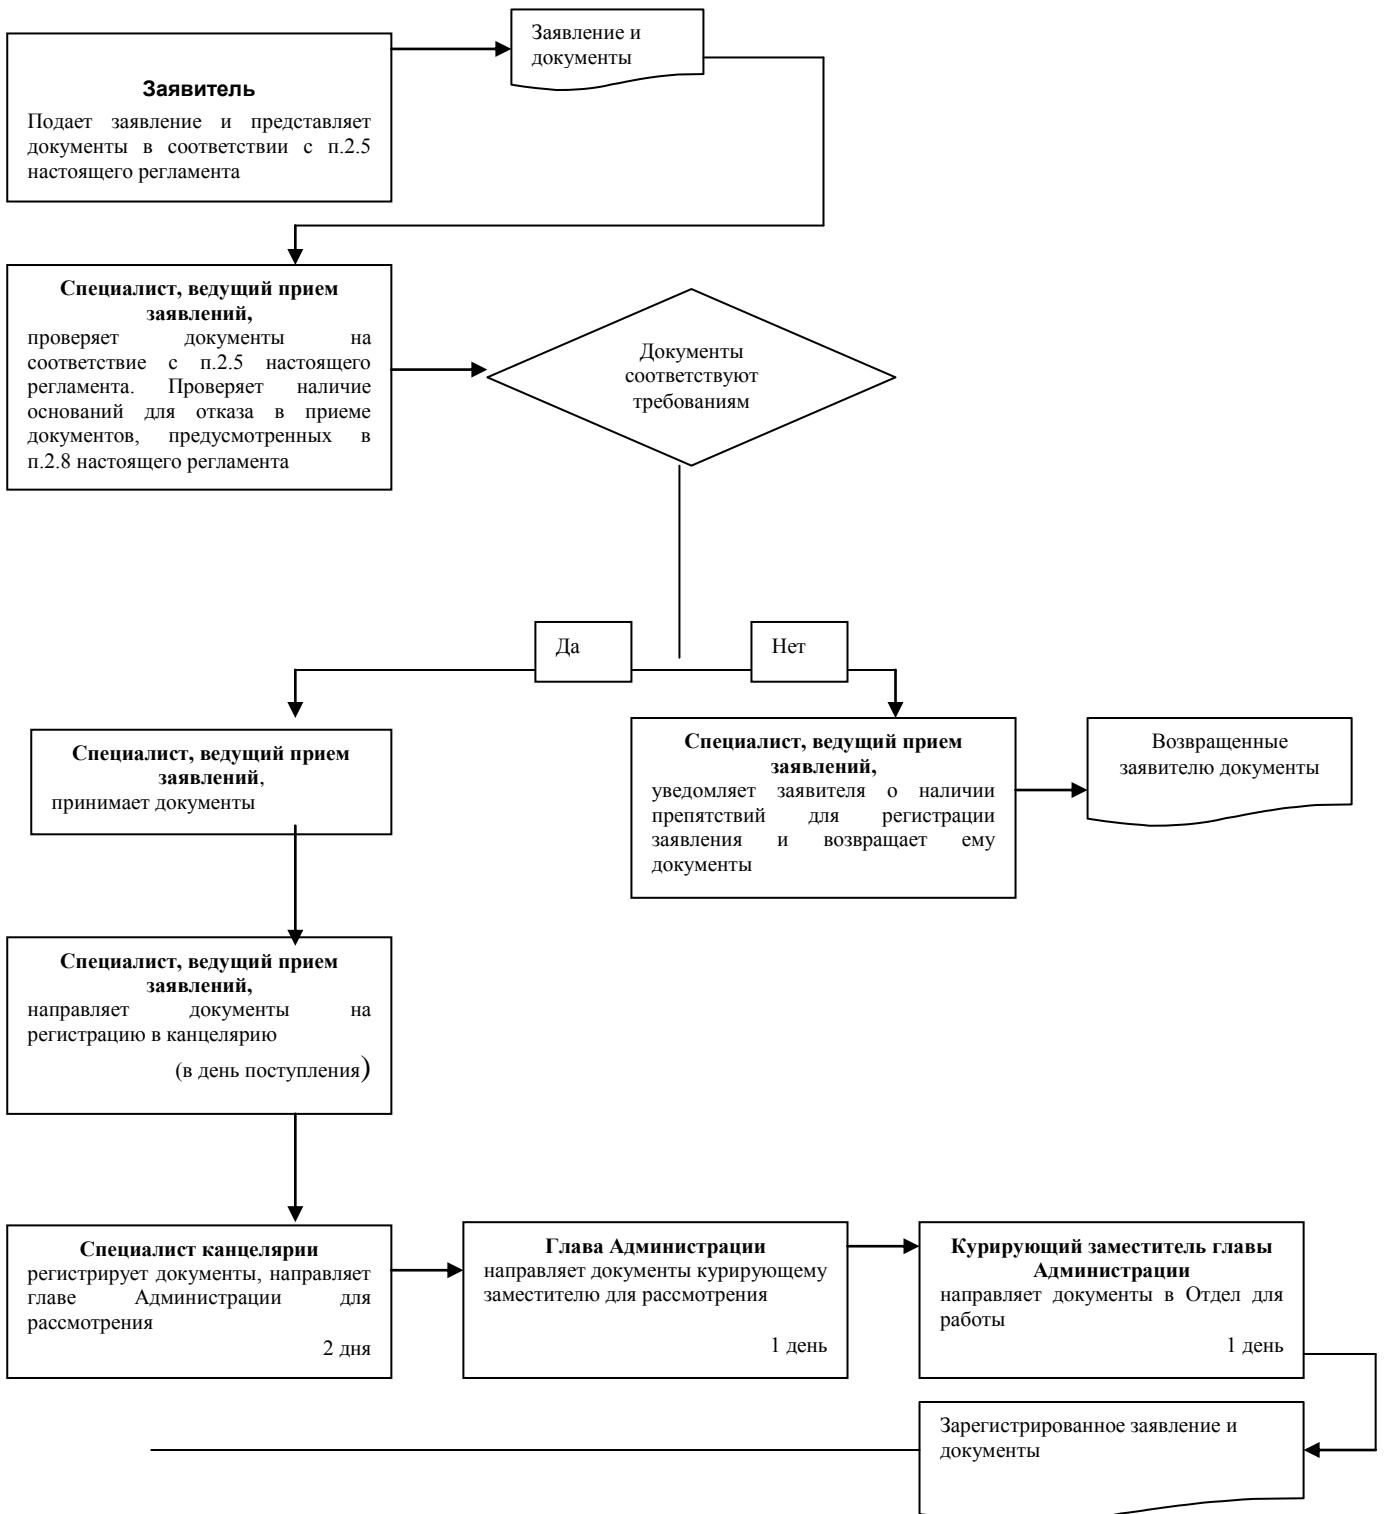 Заявление и
документы
Заявитель
Подает заявление и представляет
документы в соответствии с п.2.5
настоящего регламента
Специалист, ведущий прием
заявлений,
проверяет документы на
соответствие с п.2.5 настоящего
регламента. Проверяет наличие
оснований для отказа в приеме
документов, предусмотренных в
п.2.8 настоящего регламента
Документы
соответствуют
требованиям
Да
Нет
Специалист, ведущий прием
заявлений,
принимает документы
Специалист, ведущий прием
заявлений,
уведомляет заявителя о наличии
препятствий для регистрации
заявления и возвращает ему
документы
Возвращенные
заявителю документы
Специалист, ведущий прием
заявлений,
направляет документы на
регистрацию в канцелярию
(в день поступления)
Специалист канцелярии
регистрирует документы, направляет
главе Администрации для
рассмотрения
2 дня
Глава Администрации
направляет документы курирующему
заместителю для рассмотрения
1 день
Курирующий заместитель главы
Администрации
направляет документы в Отдел для
работы
1 день
Зарегистрированное заявление и
документы